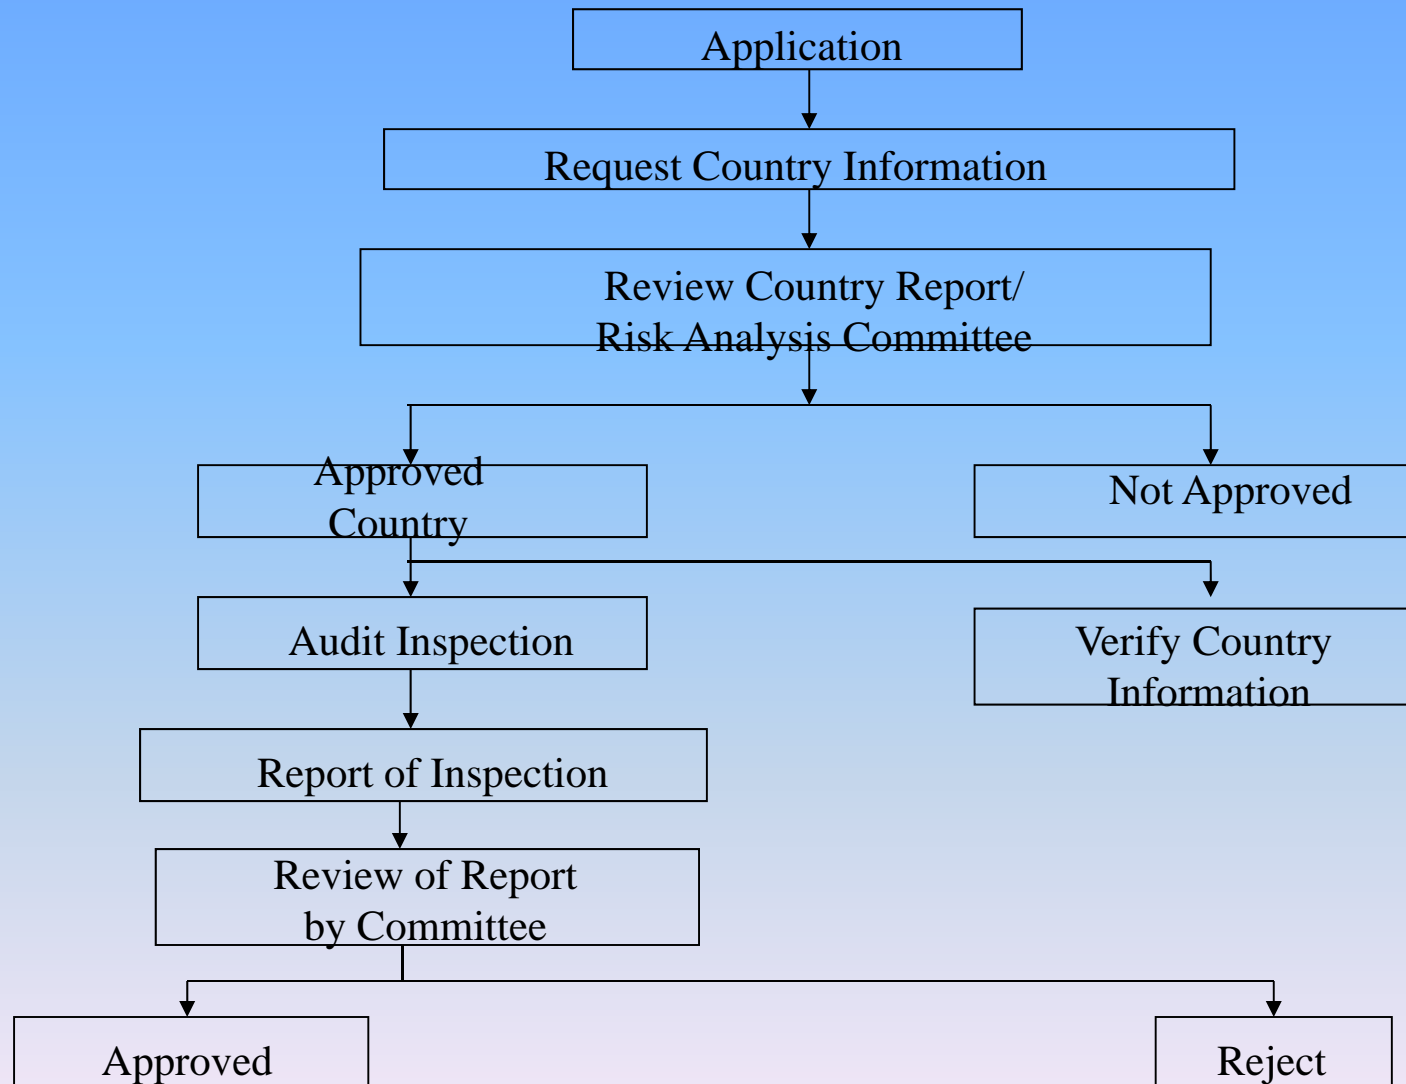 Application
Request Country Information
Review Country Report/
Risk Analysis Committee
Approved
Country
Not Approved
Audit Inspection
Verify Country
Information
Report of Inspection
Review of Report
by Committee
Approved
Reject